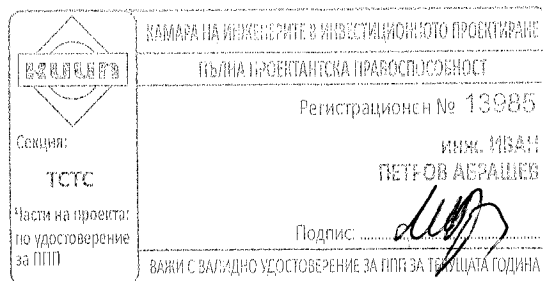 КАМАРА НА ИНЖЕНЕРИТЕ В ИНВЕСТИЦИОННОТО ПРОЕКТИРАНЕ
КИИП
ПЪЛНА ПРОЕКТАНТСКА ПРАВОСПОСОБНОСТ
Регистрационен № 13985
Секция:
ТСТС
инж. ИВАН
ПЕТРОВ АБРАШЕВ
Части на проекта:
по удостоверение
за ППП
Подпис:
ВАЖИ С ВАЛИДНО УДОСТОВЕРЕНИЕ ЗА ППП ЗА ТЕКУЩАТА ГОДИНА